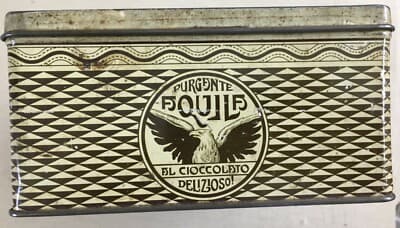 PURGANTE
AQUILA
AL CIOCCOLATO
DELIZIOSO!